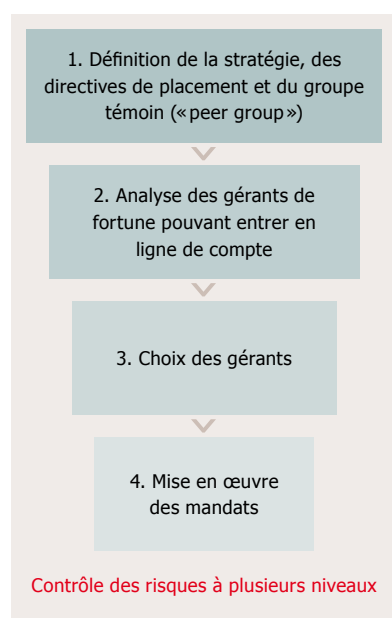 1. Définition de la stratégie, des
directives de placement et du groupe
témoin («peer group»)
2. Analyse des gérants de
fortune pouvant entrer en
ligne de compte
3. Choix des gérants
4. Mise en œuvre
des mandats
Contrôle des risques à plusieurs niveaux